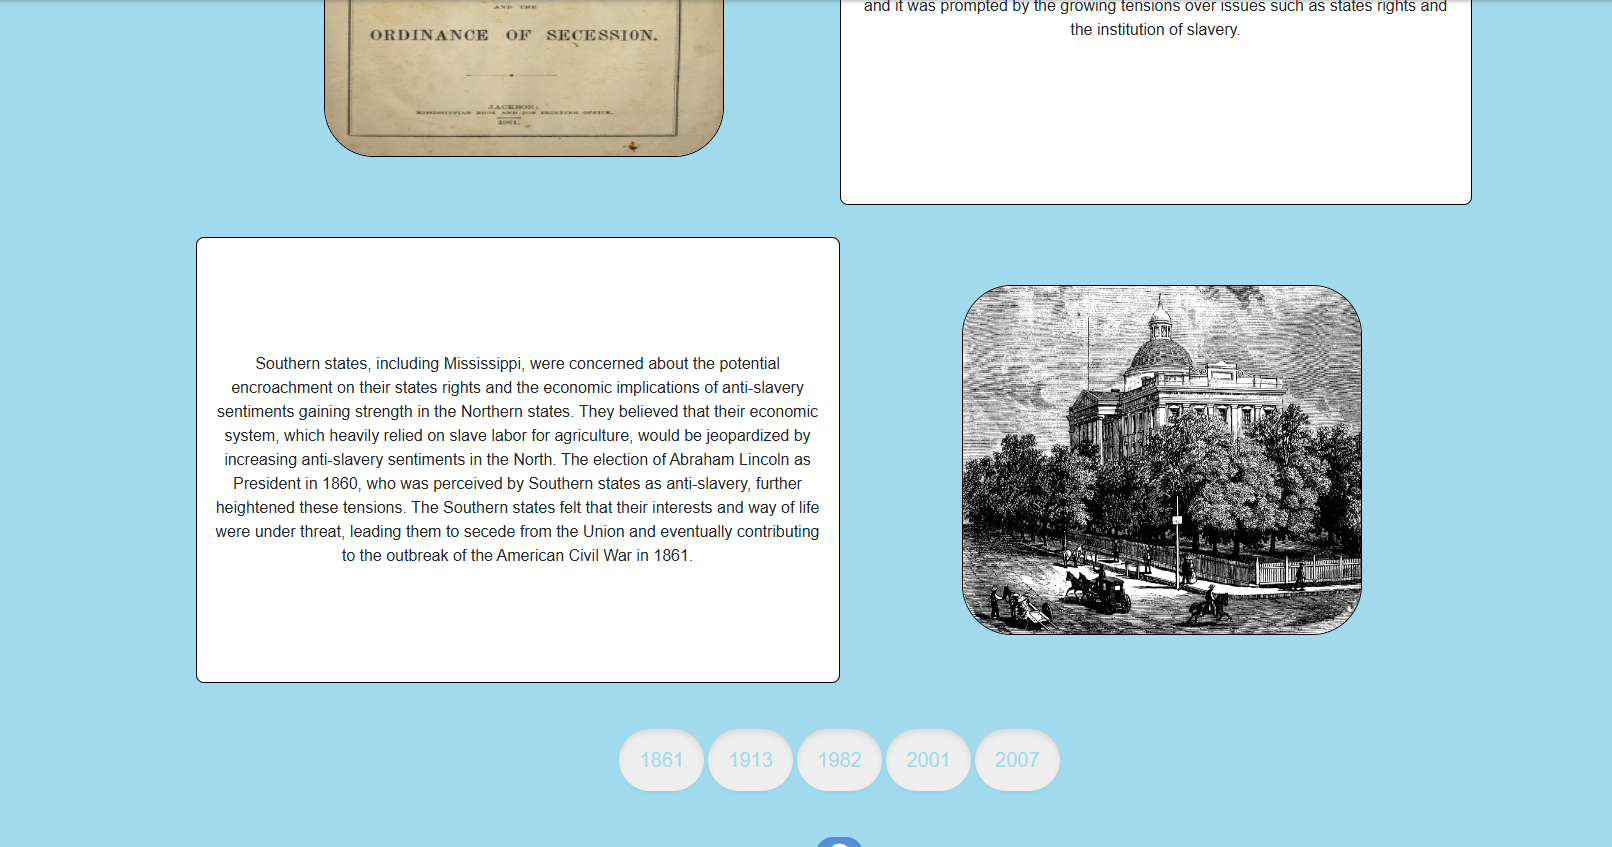 AND THE
ORDINANCE OF SECESSION.
JACKSON:
MISSISSIPPIAN BOOK AND JOB PRINTING OFFICE.
1861.
and it was prompted by the growing tensions over issues such as states rights and
the institution of slavery.
Southern states, including Mississippi, were concerned about the potential
encroachment on their states rights and the economic implications of anti-slavery
sentiments gaining strength in the Northern states. They believed that their economic
system, which heavily relied on slave labor for agriculture, would be jeopardized by
increasing anti-slavery sentiments in the North. The election of Abraham Lincoln as
President in 1860, who was perceived by Southern states as anti-slavery, further
heightened these tensions. The Southern states felt that their interests and way of life
were under threat, leading them to secede from the Union and eventually contributing
to the outbreak of the American Civil War in 1861.
1861
1913
1982
2001
2007